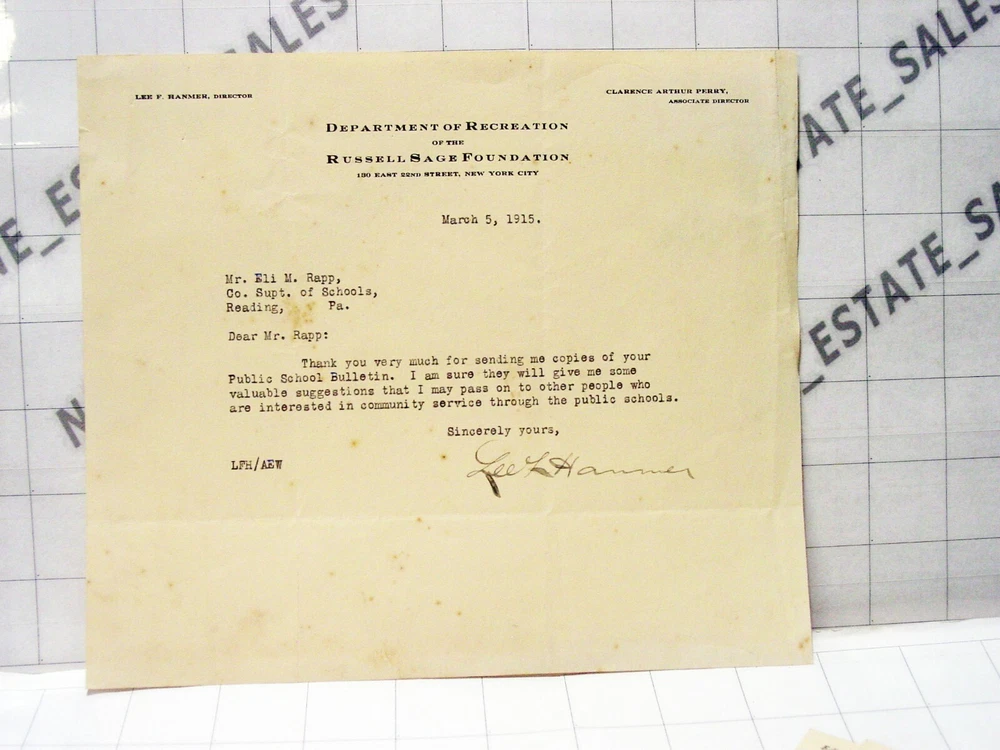 LEE F. HANMER, DIRECTOR
CLARENCE ARTHUR PERRY,
ASSOCIATE DIRECTOR
DEPARTMENT OF RECREATION
OF THE
RUSSELL SAGE FOUNDATION
130 EAST 22ND STREET, NEW YORK CITY
March 5, 1915.
Mr. Eli M. Rapp,
Co. Supt. of Schools,
Reading, Pa.
Dear Mr. Rapp:
Thank you very much for sending me copies of your
Public School Bulletin. I am sure they will give me some
valuable suggestions that I may pass on to other people who
are interested in community service through the public schools.
Sincerely yours,
LFH/AEW
Lee F Hanmer
ALES
ATE_SALES
NE_ES
_ESTATE_SA
N